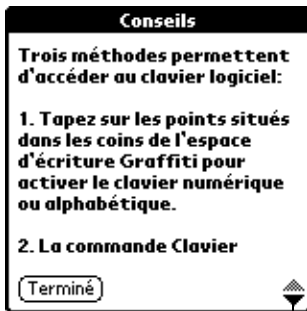 Conseils
Trois méthodes permettent
d'accéder au clavier logiciel:
1. Tapez sur les points situés
dans les coins de l'espace
d'écriture Graffiti pour
activer le clavier numérique
ou alphabétique.
2. La commande Clavier
Terminé